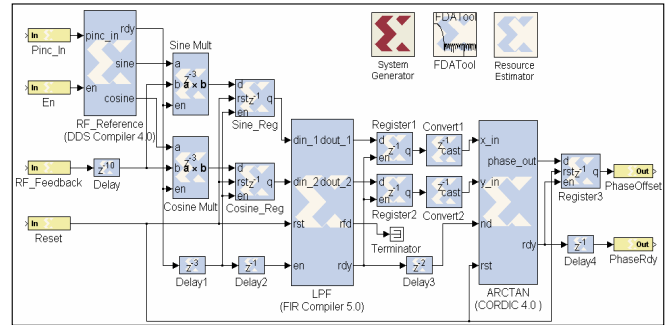 FDATool
System
Generator
FDATool
Resource
Estimator
In
Pinc_In
In
En
In
RF_Feedback
In
Reset
pinc_in
rdy
sine
en
cosine
RF_Reference
(DDS Compiler 4.0)
z-10
Delay
Sine Mult
a
b
en
z-3
a × b
Cosine Mult
a
b
en
z-3
a × b
d
rst
en
z-1
q
Sine_Reg
d
rst
en
z-1
q
Cosine_Reg
z-3
Delay1
z-1
Delay2
din_1 dout_1
din_2 dout_2
rst
rfd
en
rdy
LPF
(FIR Compiler 5.0)
Register1
d
en
z-1
q
Convert1
z-1
cast
d
en
z-1
q
Register2
z-1
cast
Convert2
Terminator
z-2
Delay3
x_in
phase_out
y_in
nd
rdy
rst
ARCTAN
(CORDIC 4.0 )
d
rst
en
z-1
q
Register3
z-1
Delay4
Out
PhaseOffset
Out
PhaseRdy